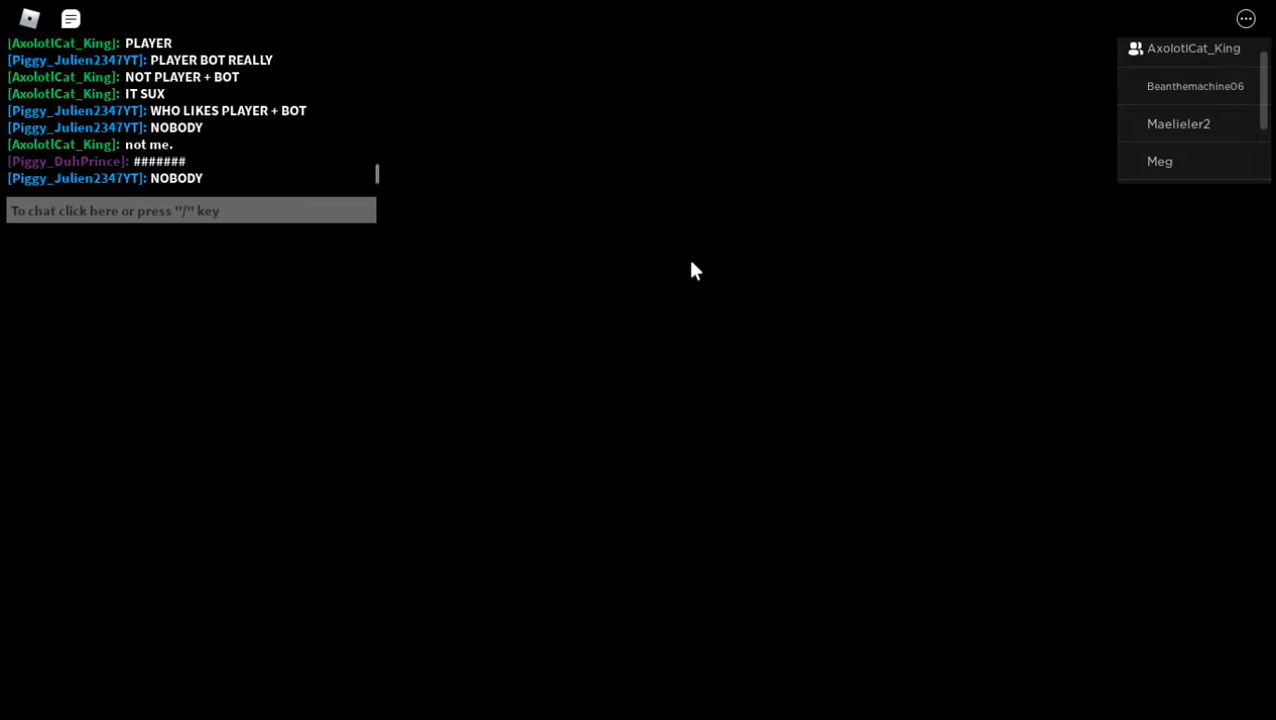 [AxolotlCat_King]: PLAYER
[Piggy_Julien2347YT]: PLAYER BOT REALLY
[AxolotlCat_King]: NOT PLAYER + BOT
[AxolotlCat_King]: IT SUX
[Piggy_Julien2347YT]: WHO LIKES PLAYER + BOT
[Piggy_Julien2347YT]: NOBODY
[AxolotlCat_King]: not me.
[Piggy_DuhPrince]: #######
[Piggy_Julien2347YT]: NOBODY
To chat click here or press "/" key
AxolotlCat_King
Beanthemachine06
Maelieler2
Meg